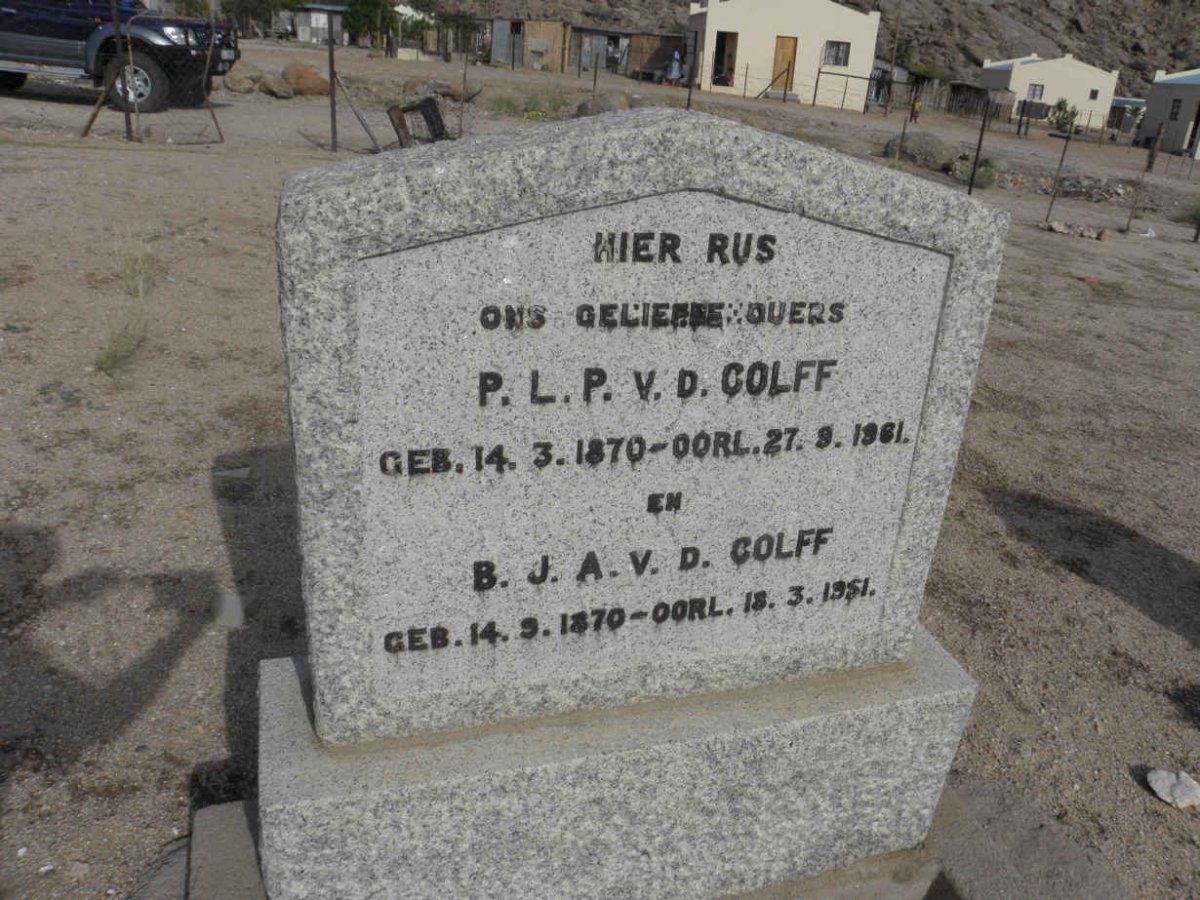 HIER RUS
ONS GELIEFDE OUERS
P. L. P. V. D. COLFF
GEB. 14. 3. 1870-OORL. 27. 9. 1961.
EN
B. J. A. V. D. COLFF
GEB. 14. 9. 1870-OORL. 18. 3. 1951.